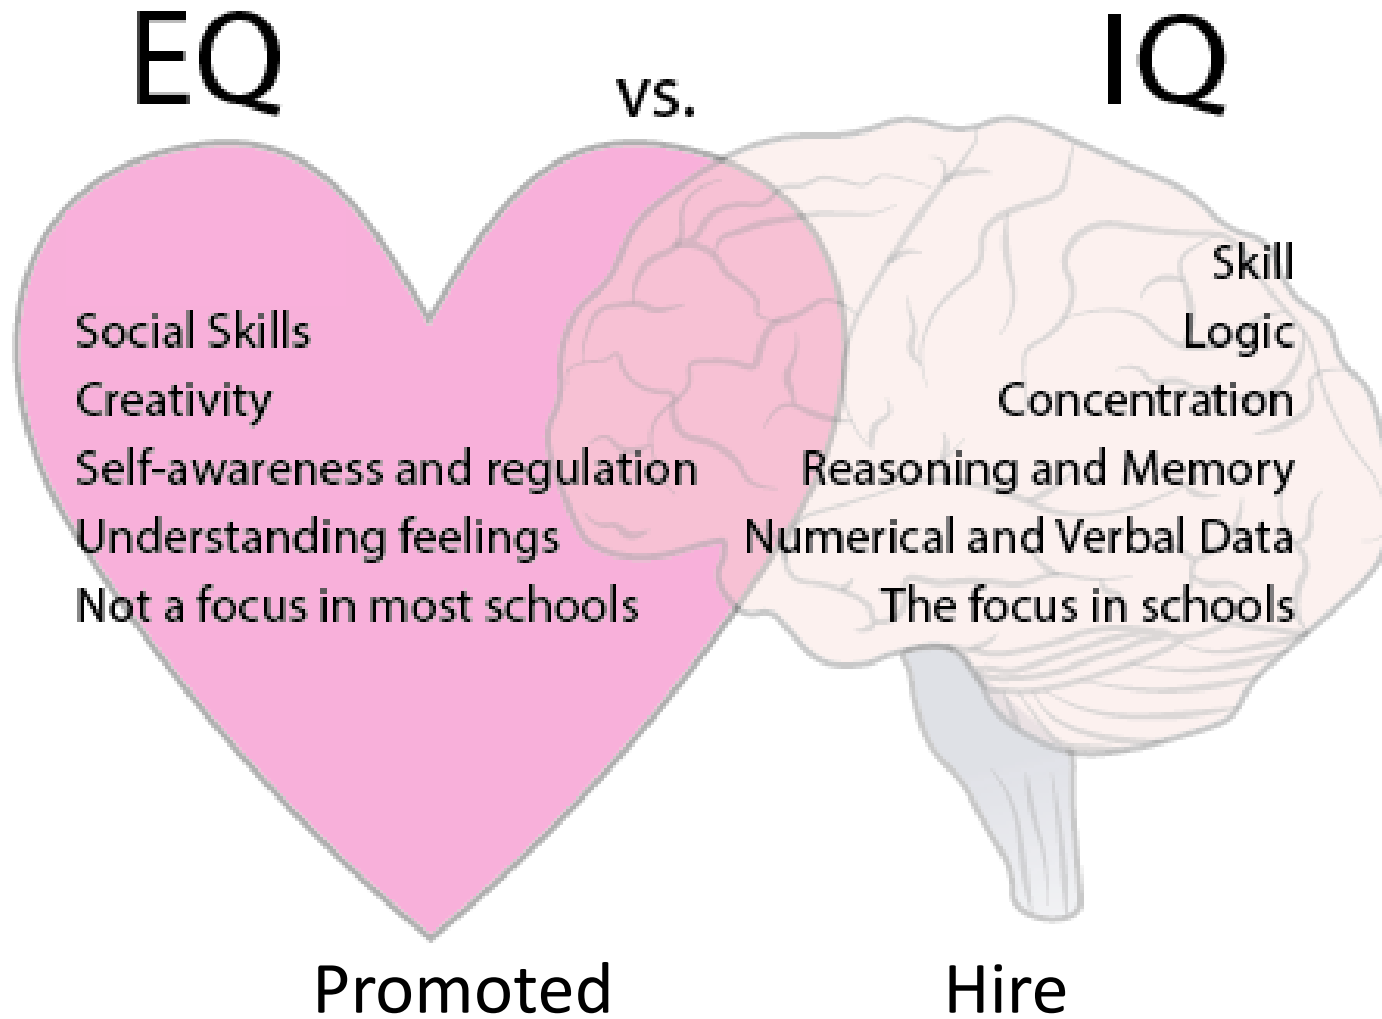 EQ
vs.
IQ
Social Skills
Creativity
Self-awareness and regulation
Understanding feelings
Not a focus in most schools
Skill
Logic
Concentration
Reasoning and Memory
Numerical and Verbal Data
The focus in schools
Promoted
Hire